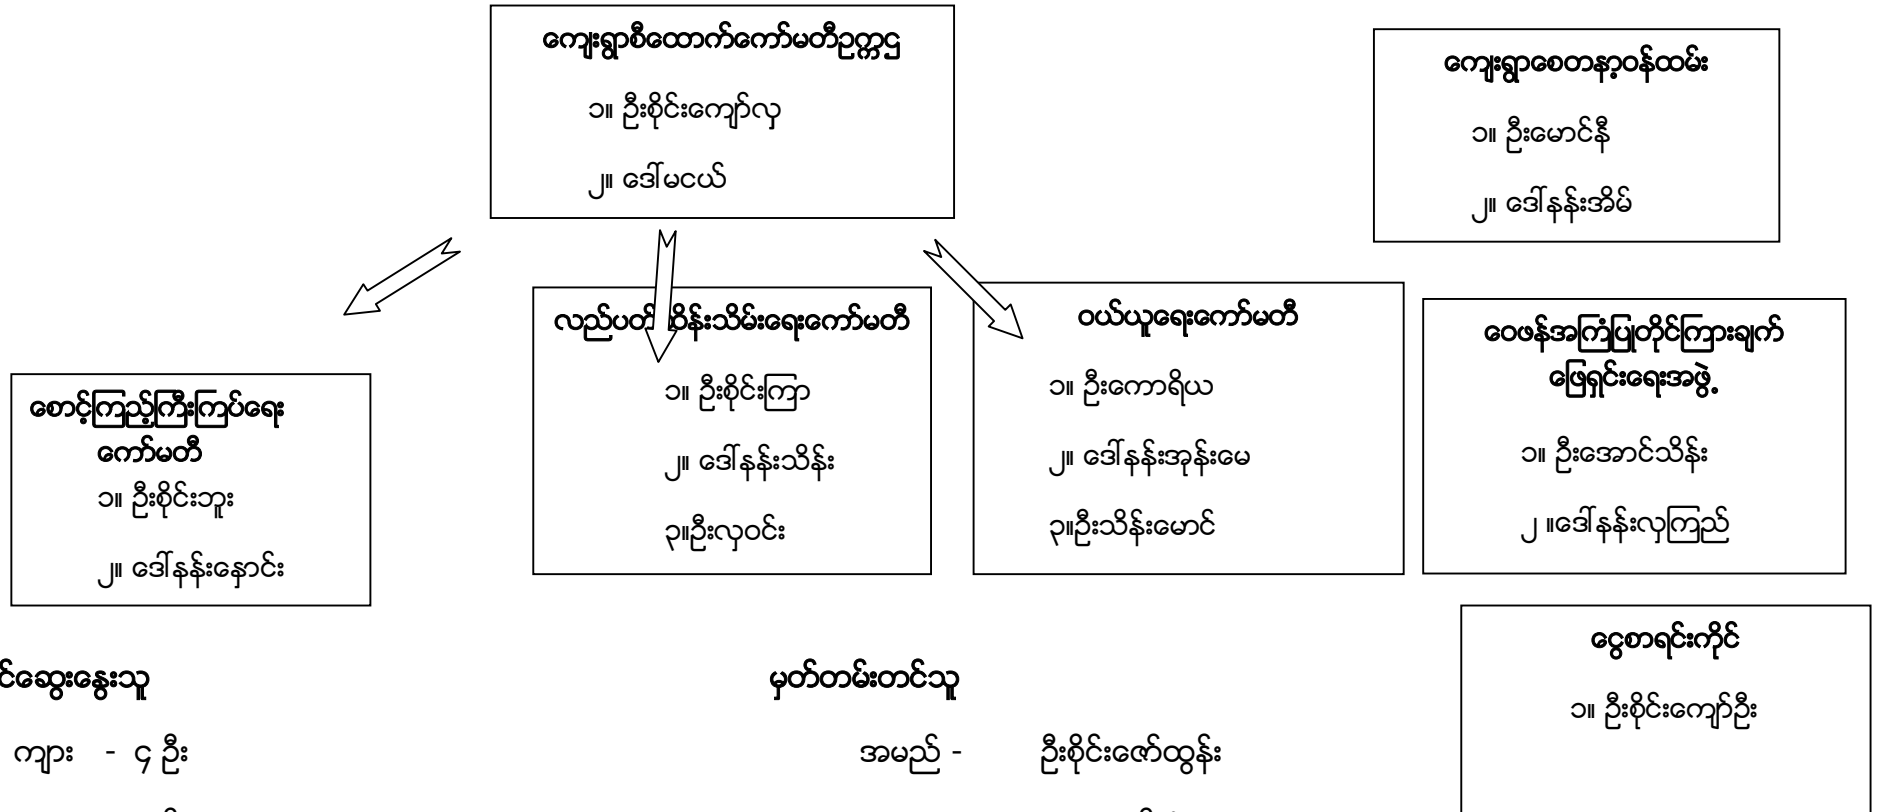 ကျေးရွာစီထောက်ကော်မတီဥက္ကဌ
၁။ ဦးစိုင်းကျော်လှ
၂။ ဒေါ်မငယ်
ကျေးရွာစေတနာ့ဝန်ထမ်း
၁။ ဦးမောင်နီ
၂။ ဒေါ်နန်းအိမ်
စောင့်ကြည့်ကြီးကြပ်ရေး
ကော်မတီ
၁။ ဦးစိုင်းဘူး
၂။ ဒေါ်နန်းနှောင်း
လည်ပတ် ထိန်းသိမ်းရေးကော်မတီ
၁။ ဦးစိုင်းကြာ
၂။ ဒေါ်နန်းသိန်း
၃။ဦးလှဝင်း
ဝယ်ယူရေးကော်မတီ
၁။ ဦးကောရိယ
၂။ ဒေါ်နန်းအုန်းမေ
၃။ဦးသိန်းမောင်
ဝေဖန်အကြံပြုတိုင်ကြားချက်
ဖြေရှင်းရေးအဖွဲ့
၁။ ဦးအောင်သိန်း
၂ ။ဒေါ်နန်းလှကြည်
ငွေစာရင်းကိုင်
၁။ ဦးစိုင်းကျော်ဦး
ဆွေးနွေးသူ
ကျား - ၄ ဦး
မှတ်တမ်းတင်သူ
အမည် - ဦးစိုင်းဇော်ထွန်း